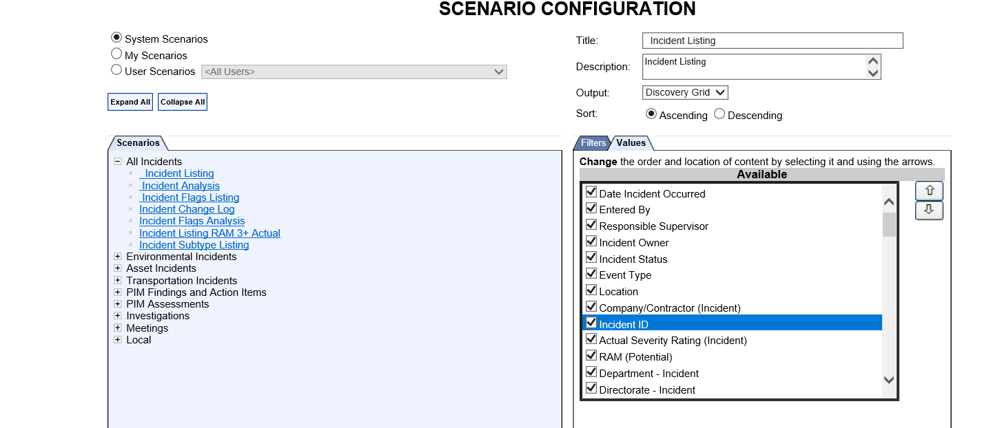 SCENARIO CONFIGURATION
System Scenarios
My Scenarios
User Scenarios <All Users>
Expand All Collapse All
Title: Incident Listing
Description: Incident Listing
Output: Discovery Grid
Sort: Ascending Descending
Scenarios
All Incidents
Incident Listing
Incident Analysis
Incident Flags Listing
Incident Change Log
Incident Flags Analysis
Incident Listing RAM 3+ Actual
Incident Subtype Listing
Environmental Incidents
Asset Incidents
Transportation Incidents
PIM Findings and Action Items
PIM Assessments
Investigations
Meetings
Local
Filters Values
Change the order and location of content by selecting it and using the arrows.
Available
Date Incident Occurred
Entered By
Responsible Supervisor
Incident Owner
Incident Status
Event Type
Location
Company/Contractor (Incident)
Incident ID
Actual Severity Rating (Incident)
RAM (Potential)
Department - Incident
Directorate - Incident